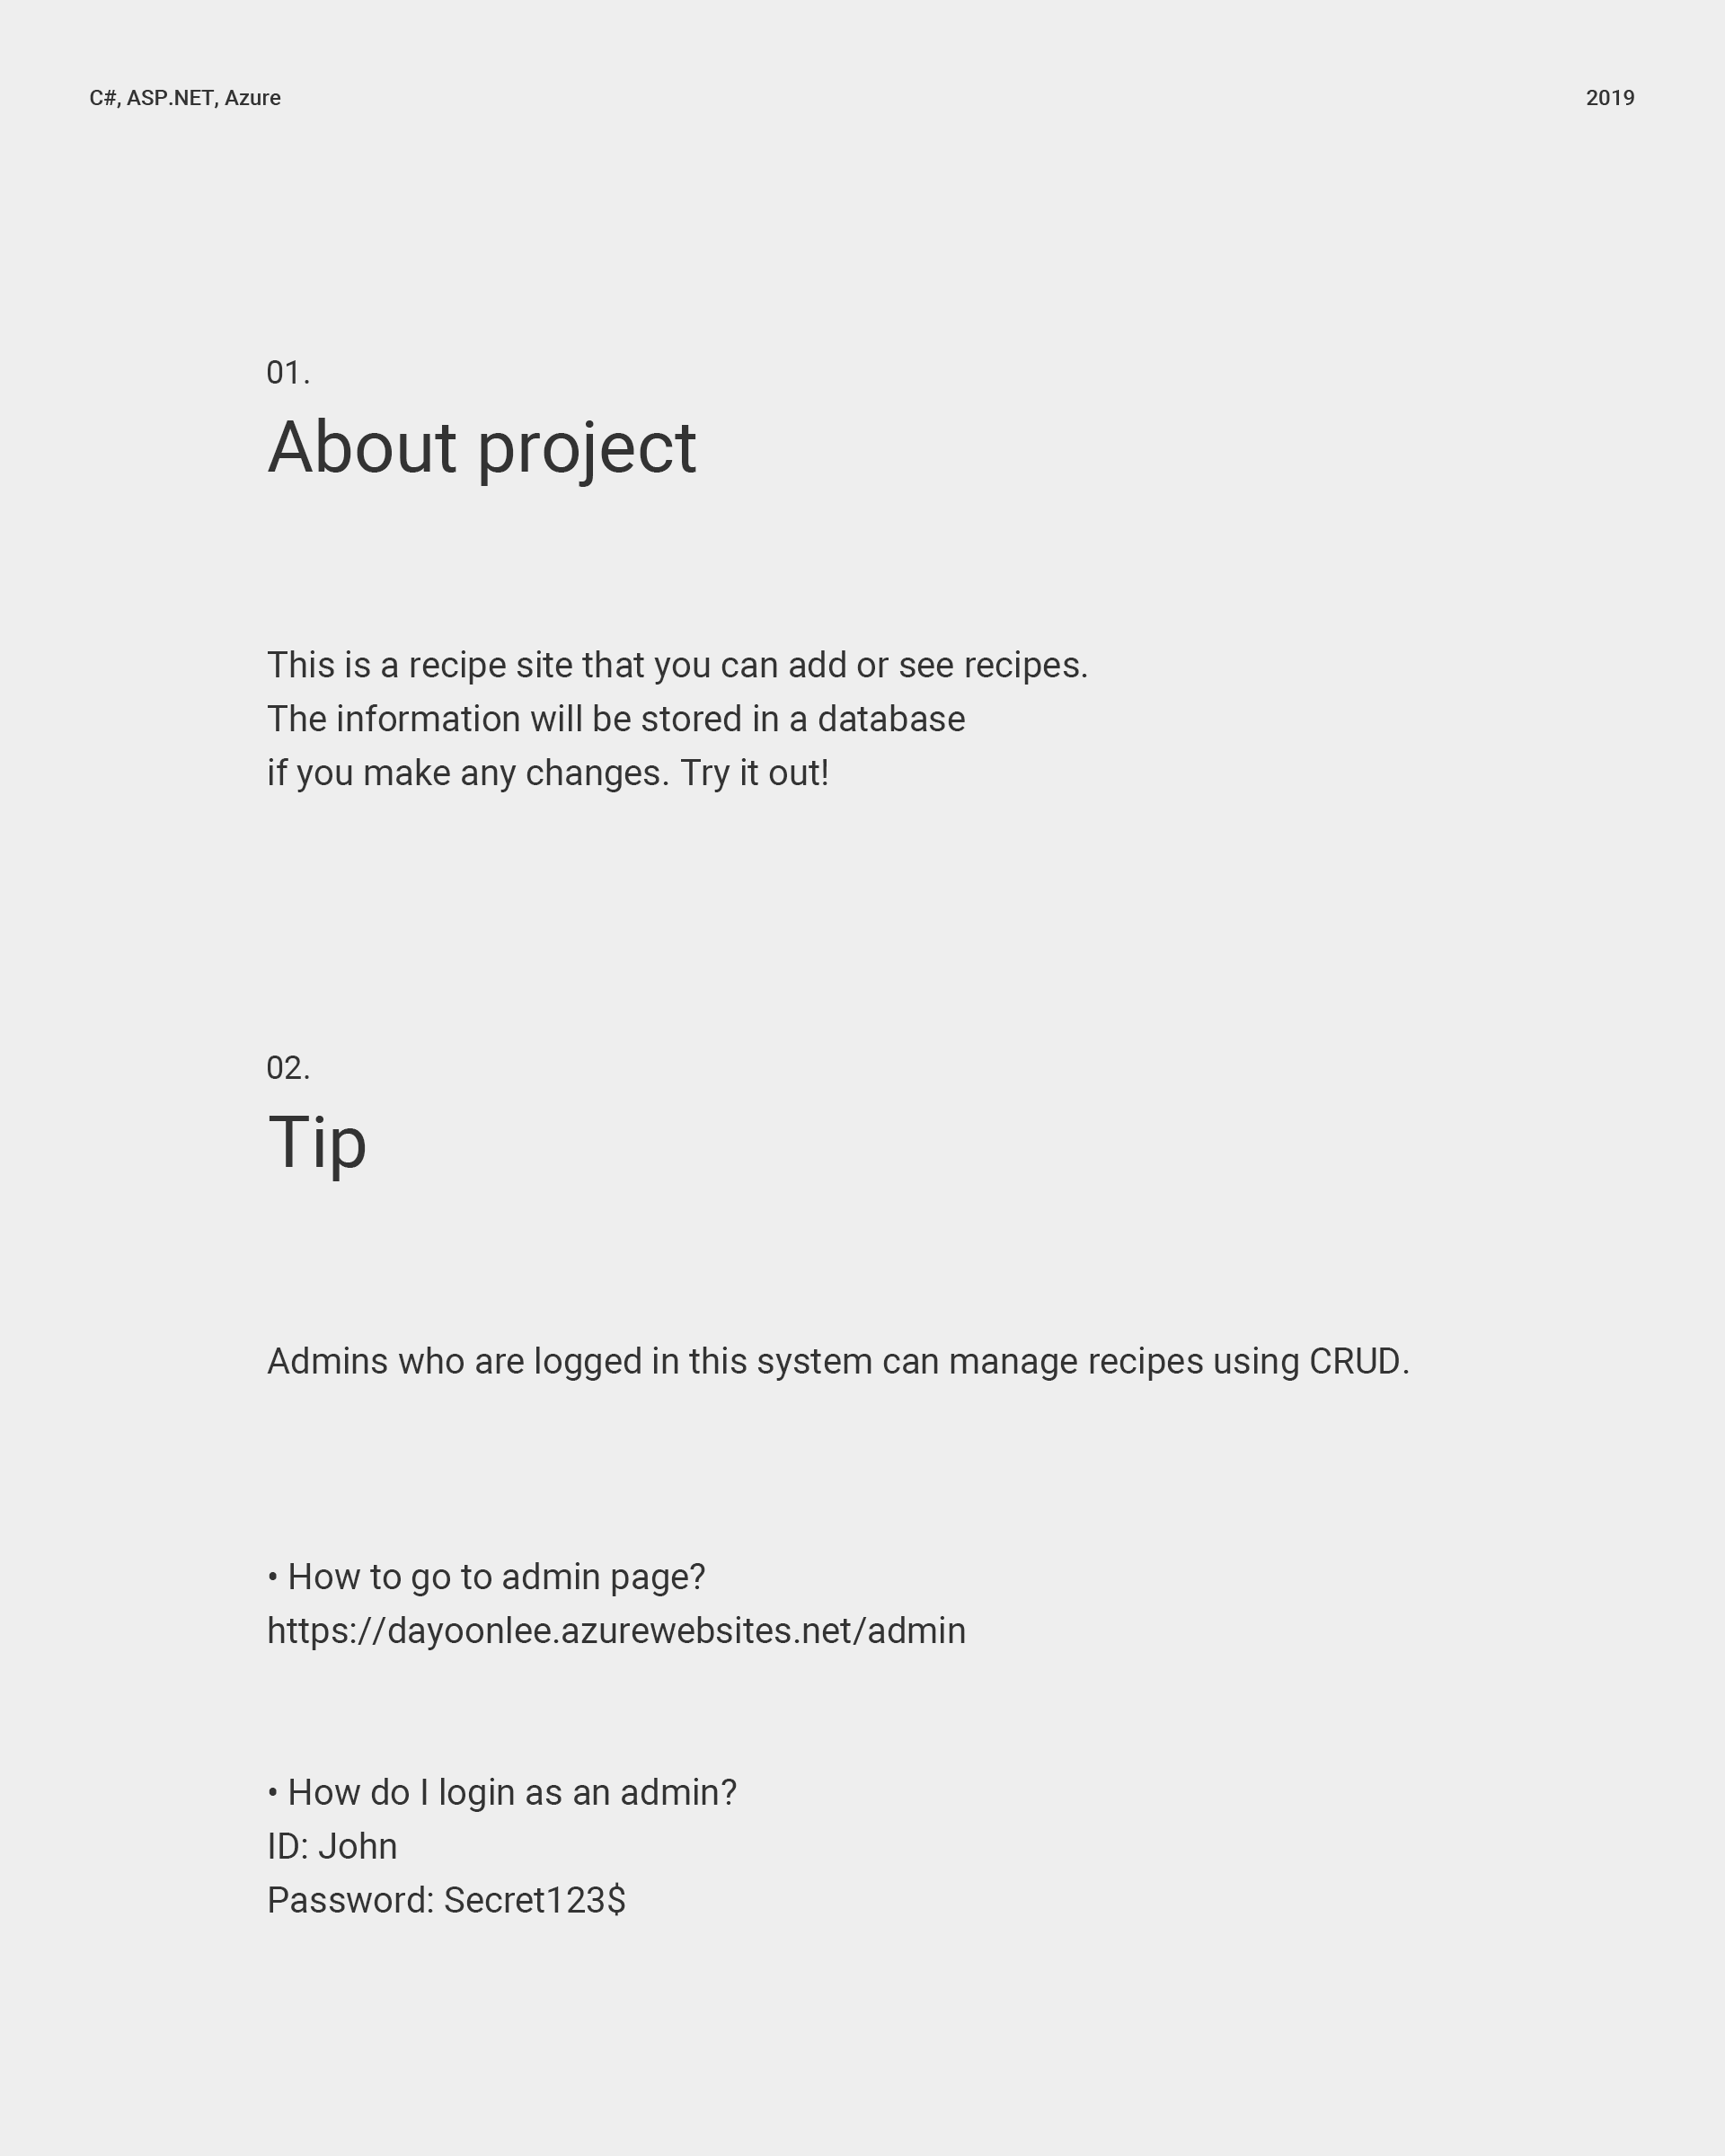 C#, ASP.NET, Azure
2019
01.
About project
This is a recipe site that you can add or see recipes.
The information will be stored in a database
if you make any changes. Try it out!
02.
Tip
Admins who are logged in this system can manage recipes using CRUD.
• How to go to admin page?
https://dayoonlee.azurewebsites.net/admin
• How do I login as an admin?
ID: John
Password: Secret123$